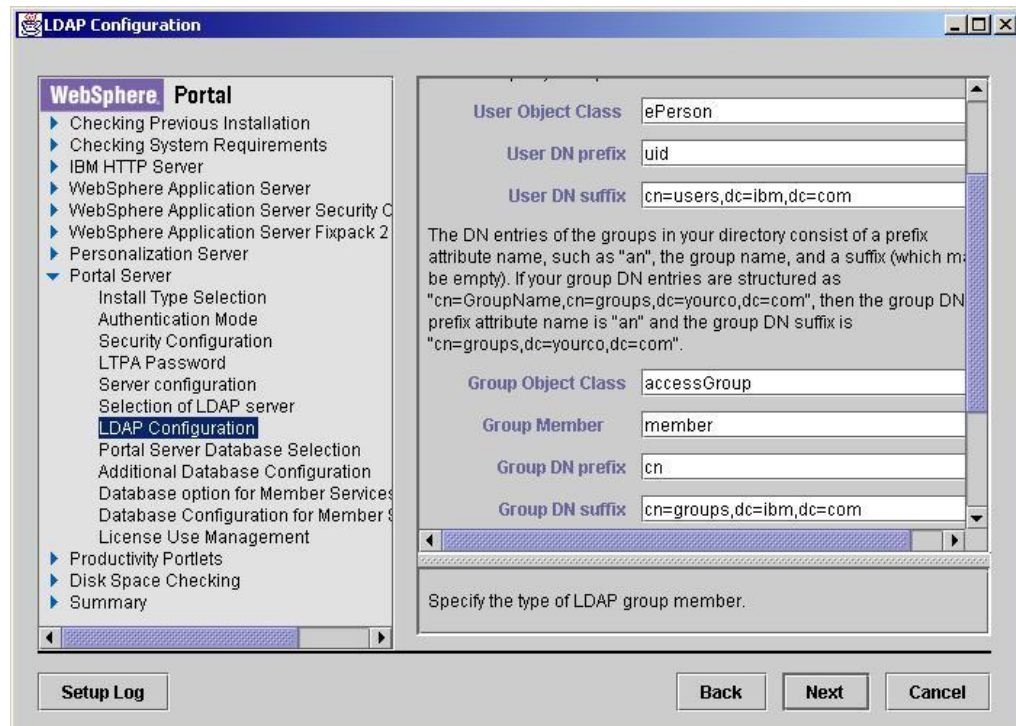 LDAP Configuration
WebSphere Portal
Checking Previous Installation
Checking System Requirements
IBM HTTP Server
WebSphere Application Server
WebSphere Application Server Security C
WebSphere Application Server Fixpack 2
Personalization Server
Portal Server
Install Type Selection
Authentication Mode
Security Configuration
LTPA Password
Server configuration
Selection of LDAP server
LDAP Configuration
Portal Server Database Selection
Additional Database Configuration
Database option for Member Services
Database Configuration for Member S
License Use Management
Productivity Portlets
Disk Space Checking
Summary
User Object Class ePerson
User DN prefix uid
User DN suffix cn=users,dc=ibm,dc=com
The DN entries of the groups in your directory consist of a prefix
attribute name, such as "an", the group name, and a suffix (which ma
be empty). If your group DN entries are structured as
"cn=GroupName,cn=groups,dc=yourco,dc=com", then the group DN
prefix attribute name is "an" and the group DN suffix is
"cn=groups,dc=yourco,dc=com".
Group Object Class accessGroup
Group Member member
Group DN prefix cn
Group DN suffix cn=groups,dc=ibm,dc=com
Specify the type of LDAP group member.
Setup Log Back Next Cancel